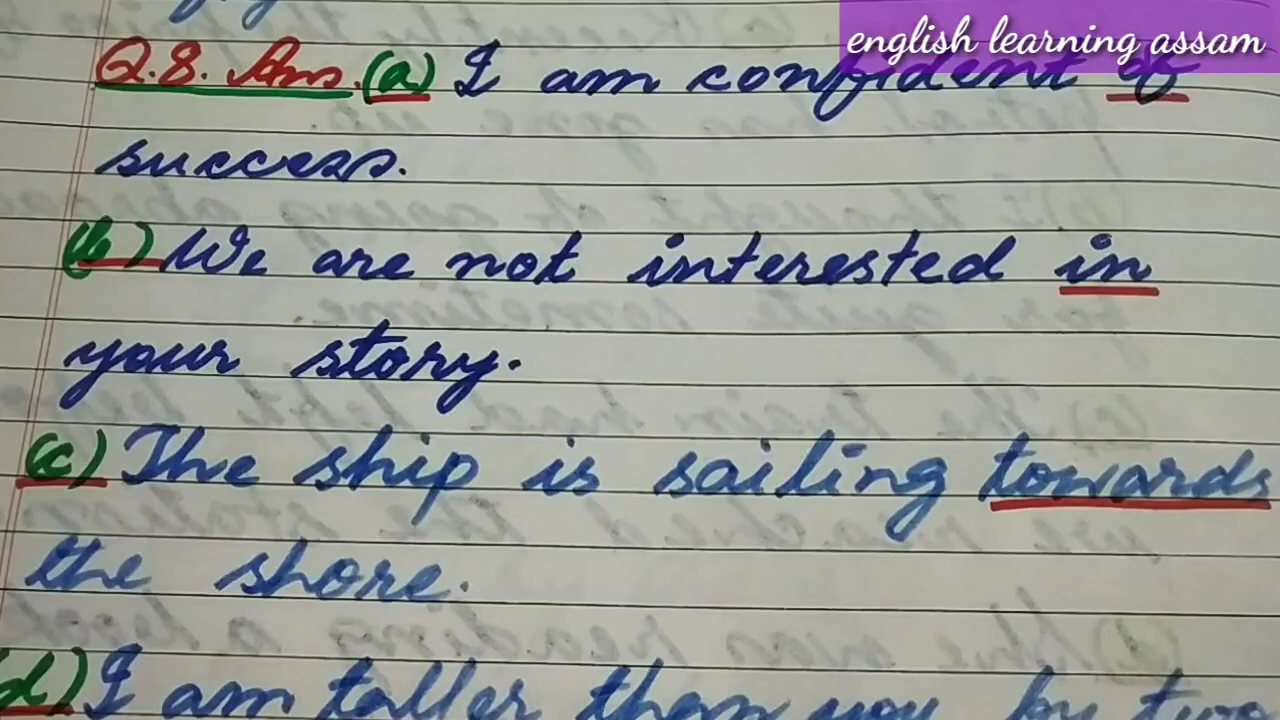 english learning assam
Q.8. Ans. (a) I am confident of
success.
(b) We are not interested in
your story.
(c) The ship is sailing towards
the shore.
(d) I am taller than you by two